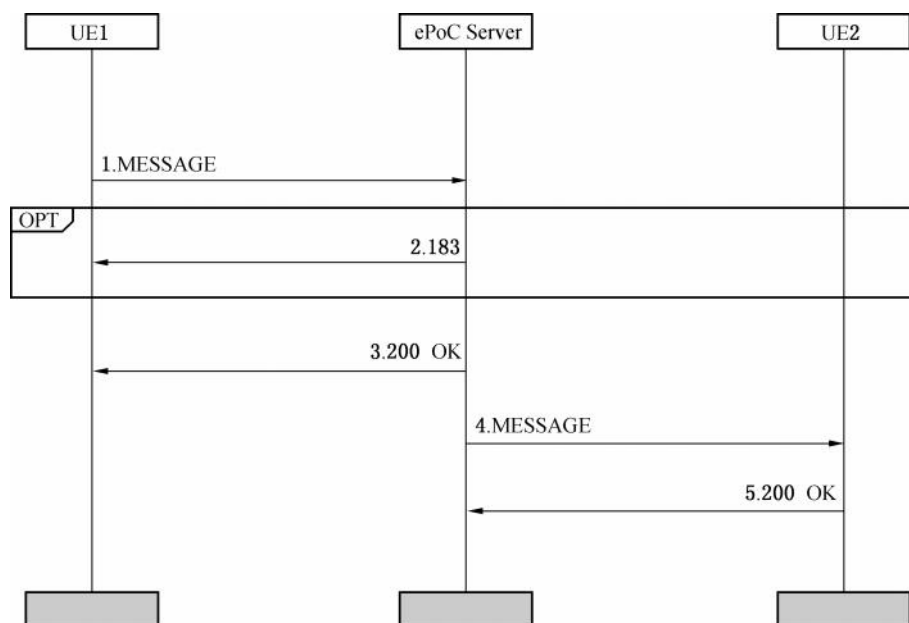 UE1
ePoC Server
UE2
1.MESSAGE
OPT
2.183
3.200 OK
4.MESSAGE
5.200 OK